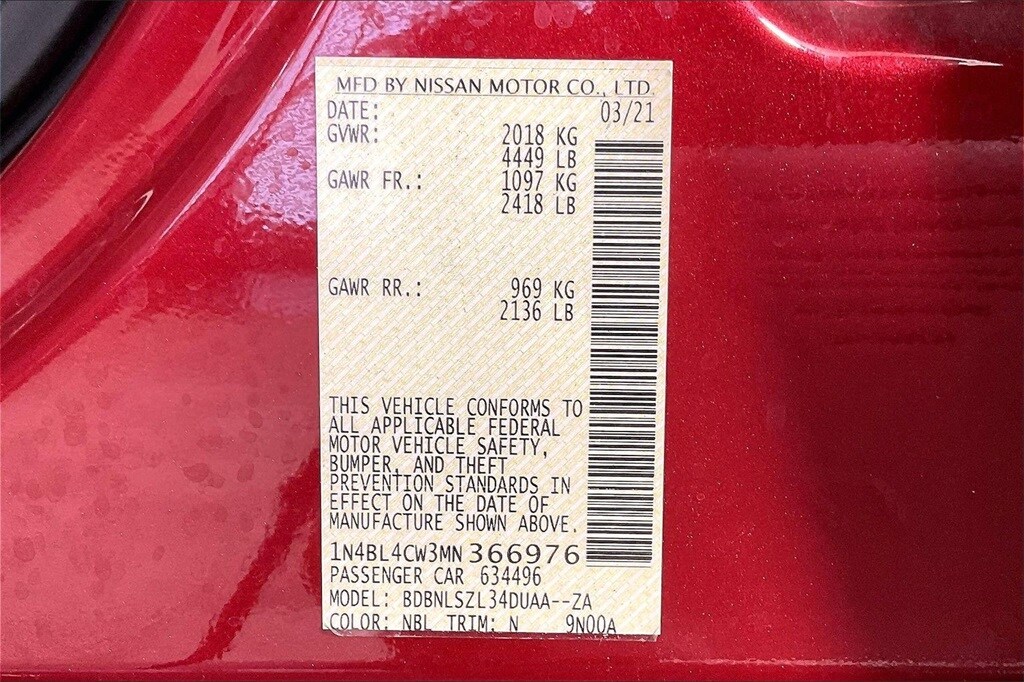 MFD BY NISSAN MOTOR CO., LTD.
DATE: 03/21
GVWR: 2018 KG
4449 LB
GAWR FR.: 1097 KG
2418 LB
GAWR RR.: 969 KG
2136 LB
THIS VEHICLE CONFORMS TO
ALL APPLICABLE FEDERAL
MOTOR VEHICLE SAFETY,
BUMPER, AND THEFT
PREVENTION STANDARDS IN
EFFECT ON THE DATE OF
MANUFACTURE SHOWN ABOVE.
1N4BL4CW3MN366976
PASSENGER CAR 634496
MODEL: BDBNLSZL34DUAA--ZA
COLOR: NBL TRIM: N 9N00A